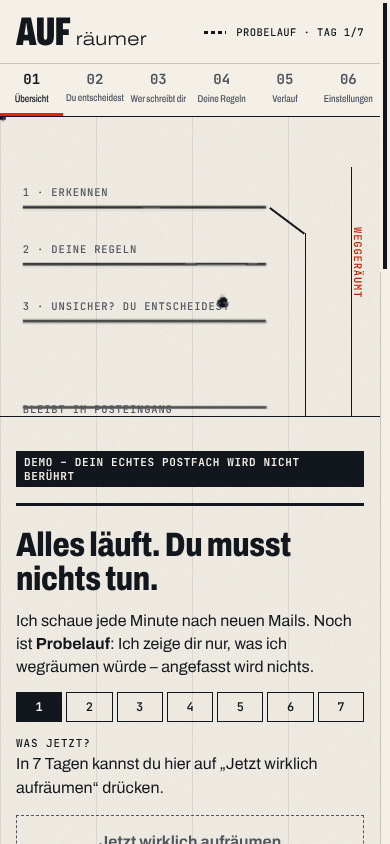 AUF räumer
PROBELAUF · TAG 1/7
01 02 03 04 05 06
Übersicht Du entscheidest Wer schreibt dir Deine Regeln Verlauf Einstellungen
1 · ERKENNEN
2 · DEINE REGELN
3 · UNSICHER? DU ENTSCHEIDEST
WEGGERÄUMT
BLEIBT IM POSTEINGANG
DEMO – DEIN ECHTES POSTFACH WIRD NICHT
BERÜHRT
Alles läuft. Du musst
nichts tun.
Ich schaue jede Minute nach neuen Mails. Noch
ist Probelauf: Ich zeige dir nur, was ich
wegräumen würde – angefasst wird nichts.
1 2 3 4 5 6 7
WAS JETZT?
In 7 Tagen kannst du hier auf „Jetzt wirklich
aufräumen“ drücken.
Jetzt wirklich aufräumen